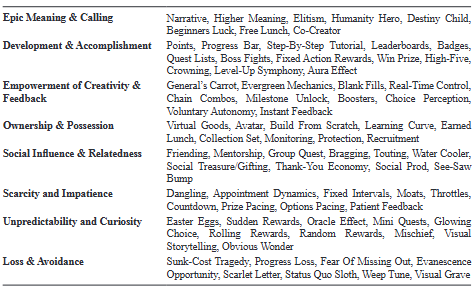 Epic Meaning & Calling Narrative, Higher Meaning, Elitism, Humanity Hero, Destiny Child,
Beginners Luck, Free Lunch, Co-Creator
Development & Accomplishment Points, Progress Bar, Step-By-Step Tutorial, Leaderboards, Badges,
Quest Lists, Boss Fights, Fixed Action Rewards, Win Prize, High-Five,
Crowning, Level-Up Symphony, Aura Effect
Empowerment of Creativity & General's Carrot, Evergreen Mechanics, Blank Fills, Real-Time Control,
Feedback Chain Combos, Milestone Unlock, Boosters, Choice Perception,
Voluntary Autonomy, Instant Feedback
Ownership & Possession Virtual Goods, Avatar, Build From Scratch, Learning Curve, Earned
Lunch, Collection Set, Monitoring, Protection, Recruitment
Social Influence & Relatedness Friending, Mentorship, Group Quest, Bragging, Touting, Water Cooler,
Social Treasure/Gifting, Thank-You Economy, Social Prod, See-Saw
Bump
Scarcity and Impatience Dangling, Appointment Dynamics, Fixed Intervals, Moats, Throttles,
Countdown, Prize Pacing, Options Pacing, Patient Feedback
Unpredictability and Curiosity Easter Eggs, Sudden Rewards, Oracle Effect, Mini Quests, Glowing
Choice, Rolling Rewards, Random Rewards, Mischief, Visual
Storytelling, Obvious Wonder
Loss & Avoidance Sunk-Cost Tragedy, Progress Loss, Fear Of Missing Out, Evanescence
Opportunity, Scarlet Letter, Status Quo Sloth, Weep Tune, Visual Grave